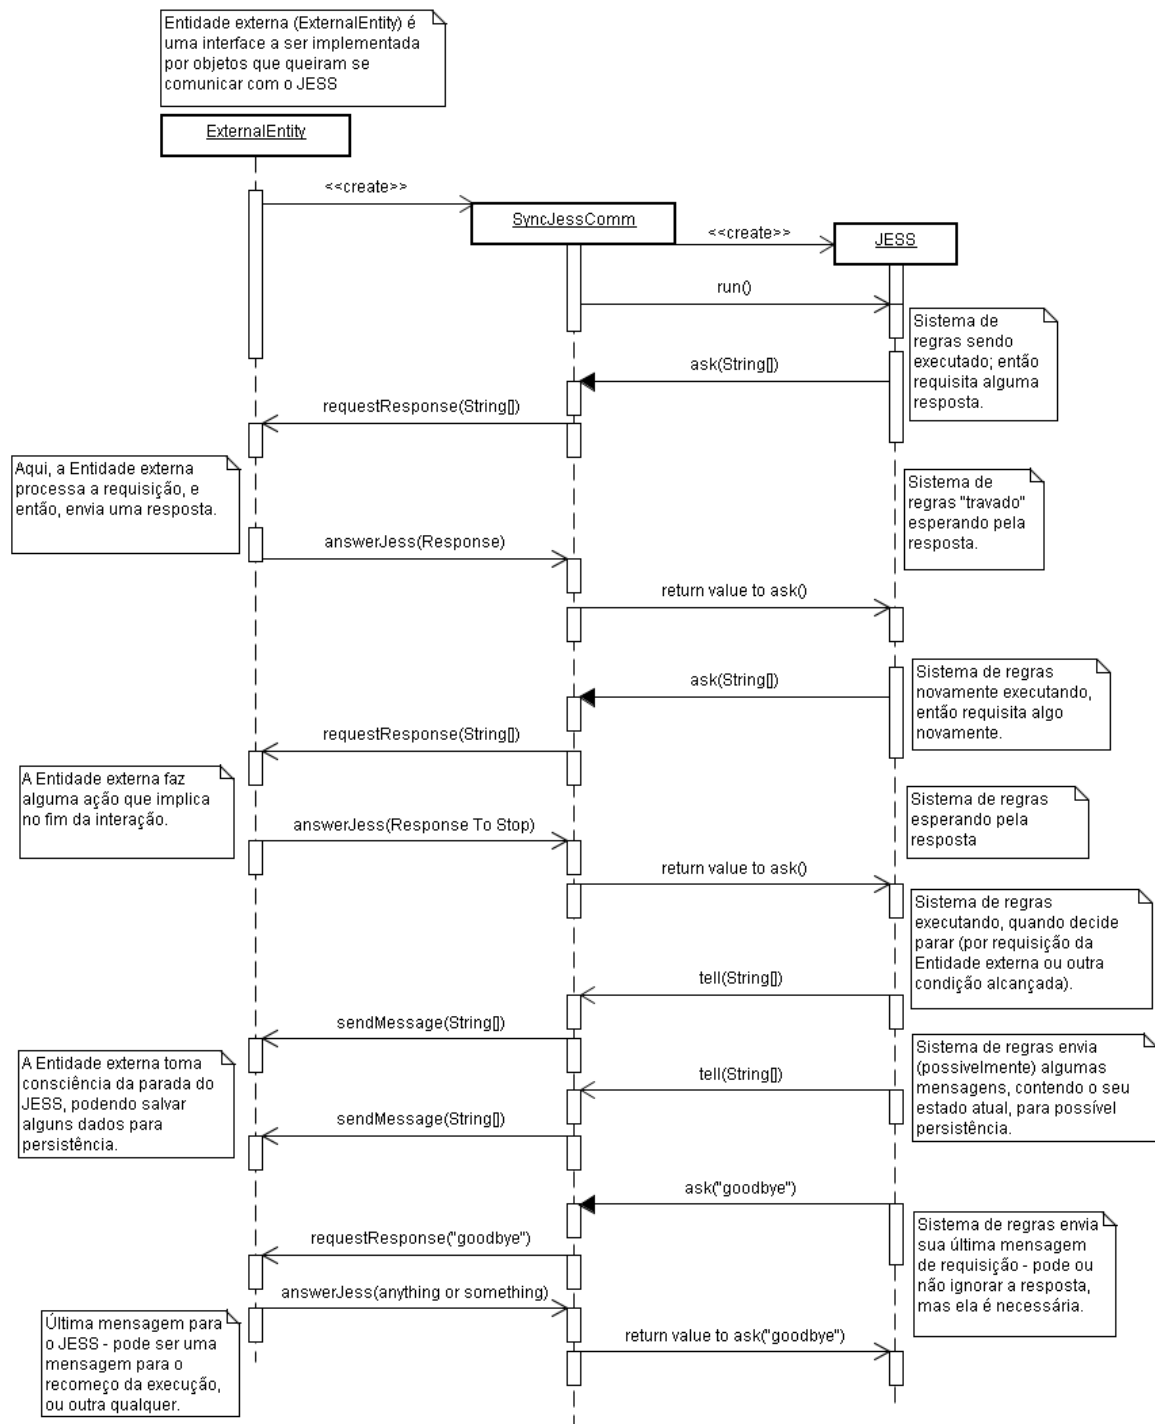 Entidade externa (ExternalEntity) é
uma interface a ser implementada
por objetos que queiram se
comunicar com o JESS
ExternalEntity
<<create>>
SyncJessComm
<<create>>
JESS
run()
Sistema de
regras sendo
executado; então
requisita alguma
resposta.
ask(String[])
requestResponse(String[])
Aqui, a Entidade externa
processa a requisição, e
então, envia uma resposta.
Sistema de
regras "travado"
esperando pela
resposta.
answerJess(Response)
return value to ask()
Sistema de regras
novamente executando,
então requisita algo
novamente.
ask(String[])
requestResponse(String[])
A Entidade externa faz
alguma ação que implica
no fim da interação.
Sistema de regras
esperando pela
resposta
answerJess(Response To Stop)
return value to ask()
Sistema de regras
executando, quando decide
parar (por requisição da
Entidade externa ou outra
condição alcançada).
tell(String[])
sendMessage(String[])
A Entidade externa toma
consciência da parada do
JESS, podendo salvar
alguns dados para
persistência.
Sistema de regras envia
(possivelmente) algumas
mensagens, contendo o seu
estado atual, para possível
persistência.
tell(String[])
sendMessage(String[])
ask("goodbye")
Sistema de regras envia
sua última mensagem
de requisição - pode ou
não ignorar a resposta,
mas ela é necessária.
requestResponse("goodbye")
answerJess(anything or something)
Última mensagem para
o JESS - pode ser uma
mensagem para o
recomeço da execução,
ou outra qualquer.
return value to ask("goodbye")